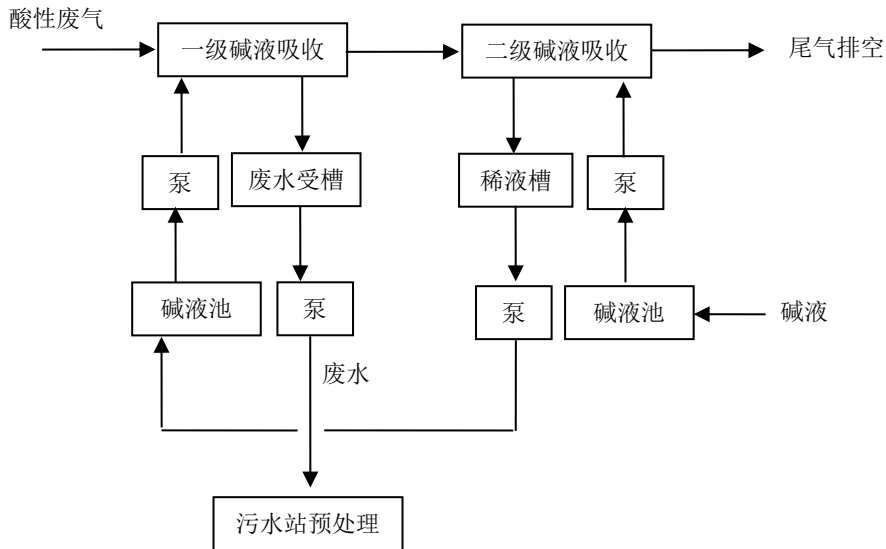 酸性废气
一级碱液吸收
二级碱液吸收
尾气排空
泵
废水受槽
稀液槽
泵
碱液池
泵
泵
碱液池
碱液
废水
污水站预处理